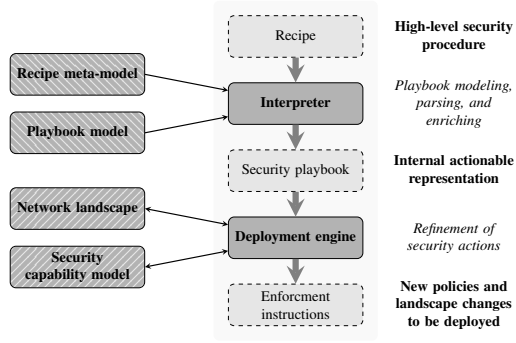 Recipe
High-level security
procedure
Recipe meta-model
Interpreter
Playbook modeling,
parsing, and
enriching
Playbook model
Security playbook
Internal actionable
representation
Network landscape
Deployment engine
Refinement of
security actions
Security
capability model
Enforcment
instructions
New policies and
landscape changes
to be deployed